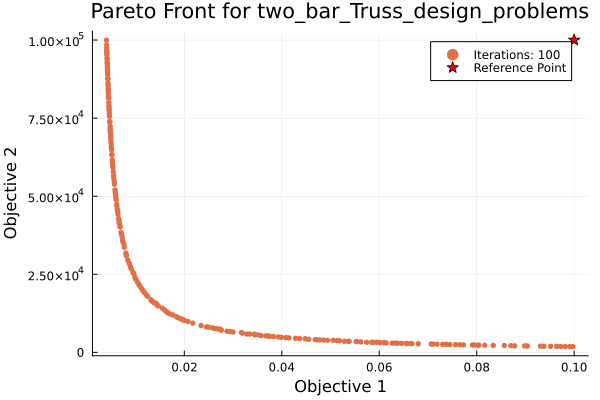 Pareto Front for two_bar_Truss_design_problems
1.00×10⁵
7.50×10⁴
5.00×10⁴
2.50×10⁴
0
Objective 2
Iterations: 100
Reference Point
0.02 0.04 0.06 0.08 0.10
Objective 1